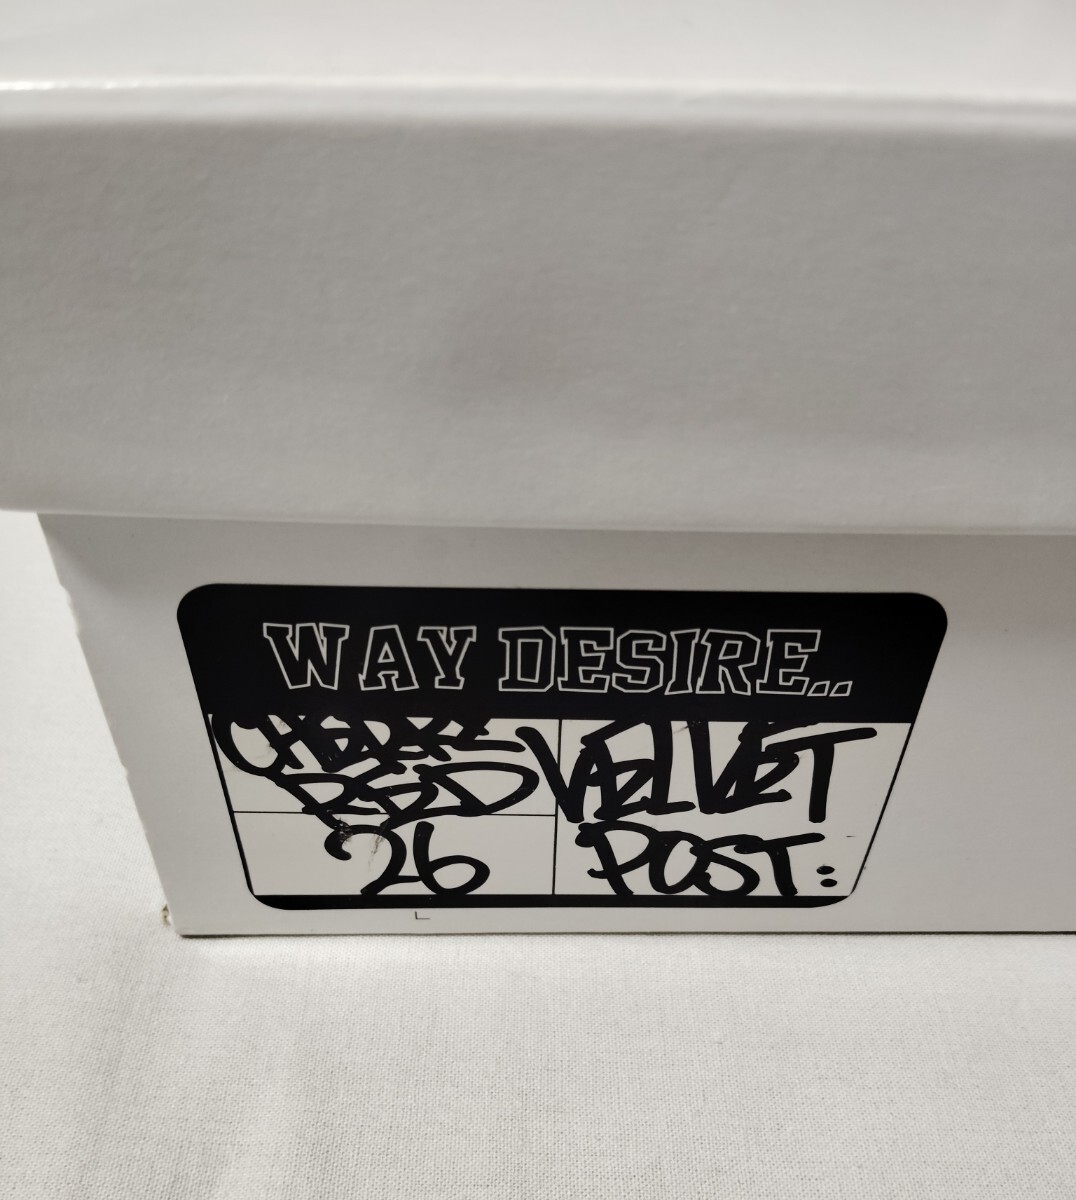 WAY DESIRE..
RED
26
VELVET
POST: